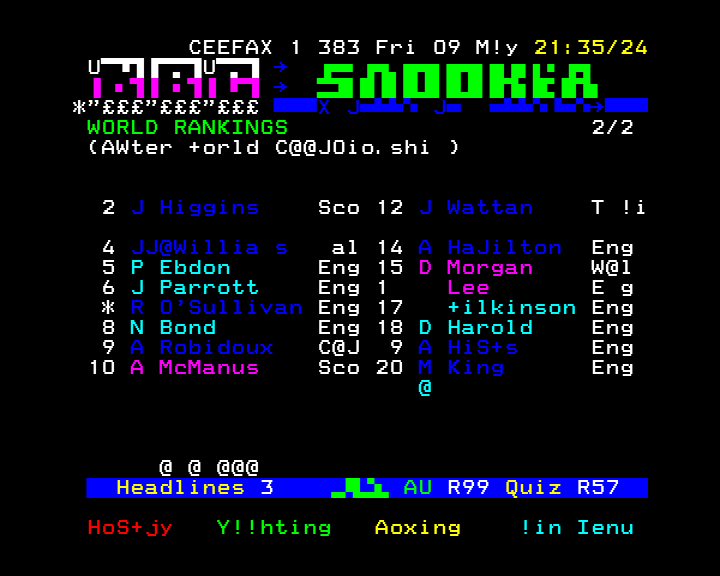 CEEFAX 1 383 Fri 09 M!y 21:35/24
BBC SNOOKER
*”£££”£££”£££
X J J
WORLD RANKINGS 2/2
(AWter +orld C@@JOio.shi )
2 J Higgins Sco 12 J Wattan T !i
4 JJ@Willia s al 14 A HaJilton Eng
5 P Ebdon Eng 15 D Morgan W@l
6 J Parrott Eng 1 Lee E g
* R O'Sullivan Eng 17 +ilkinson Eng
8 N Bond Eng 18 D Harold Eng
9 A Robidoux C@J 9 A HiS+s Eng
10 A McManus Sco 20 M King Eng
@
@ @ @@@
Headlines 3 AU R99 Quiz R57
HoS+jy Y!!hting Aoxing !in Ienu